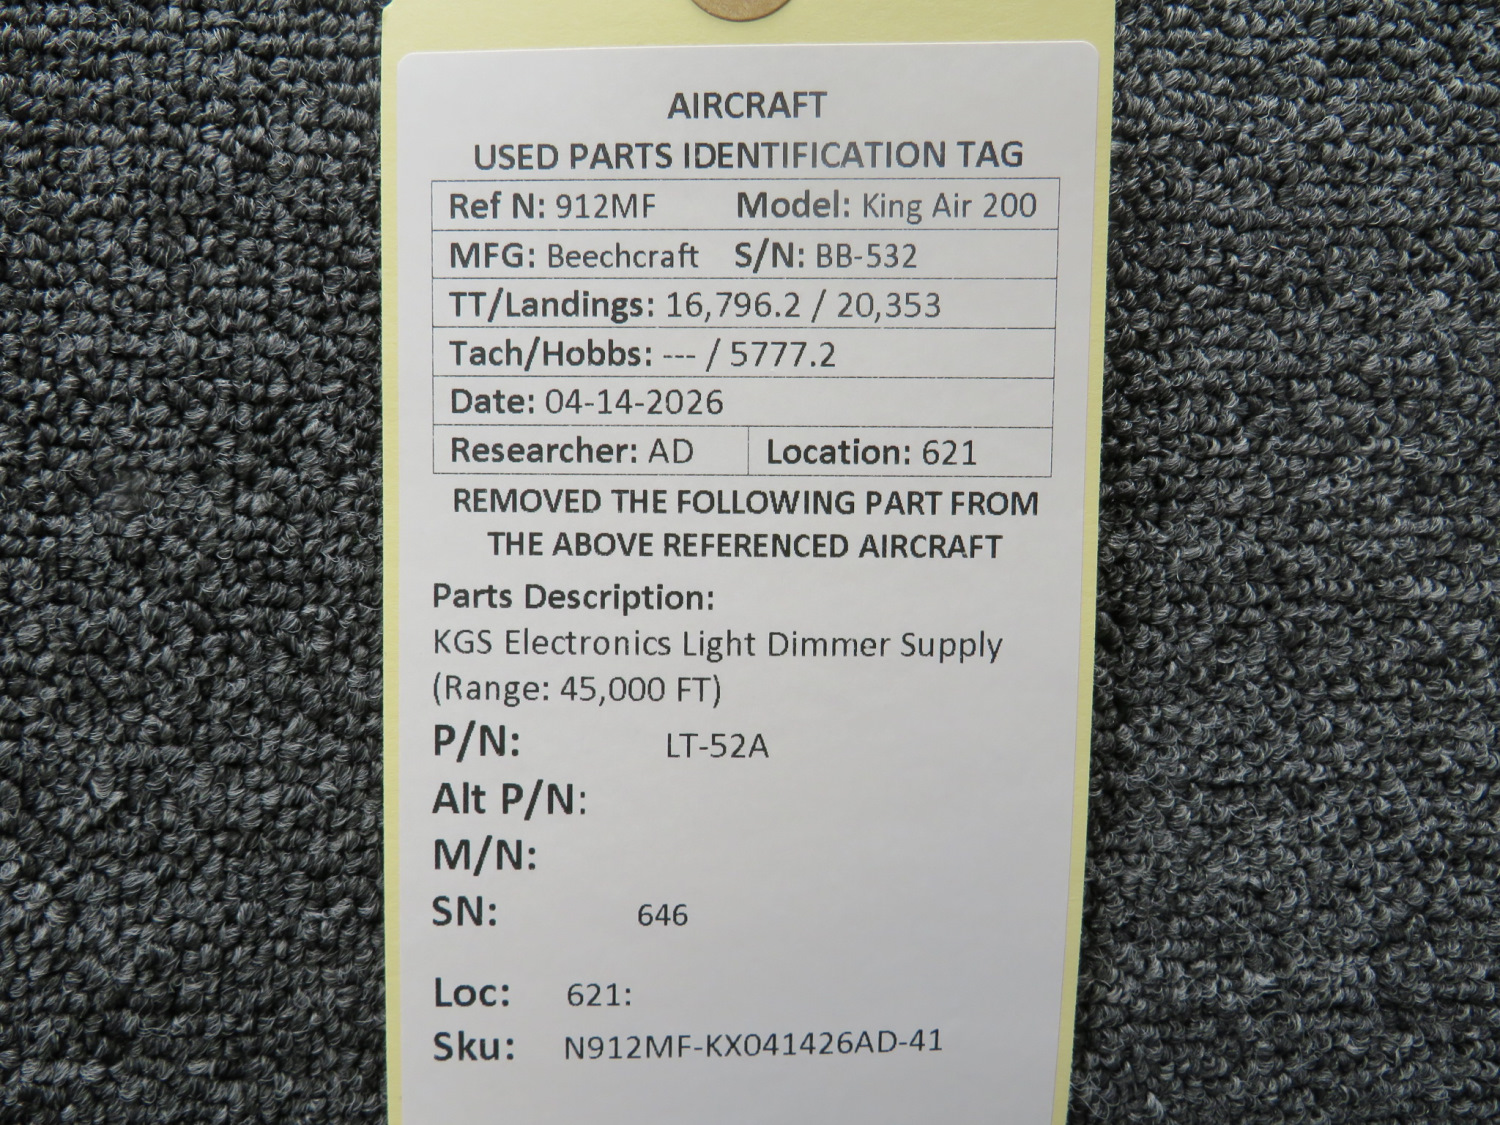 AIRCRAFT
USED PARTS IDENTIFICATION TAG
Ref N: 912MF Model: King Air 200
MFG: Beechcraft S/N: BB-532
TT/Landings: 16,796.2 / 20,353
Tach/Hobbs: --- / 5777.2
Date: 04-14-2026
Researcher: AD Location: 621
REMOVED THE FOLLOWING PART FROM
THE ABOVE REFERENCED AIRCRAFT
Parts Description:
KGS Electronics Light Dimmer Supply
(Range: 45,000 FT)
P/N: LT-52A
Alt P/N:
M/N:
SN: 646
Loc: 621:
Sku: N912MF-KX041426AD-41